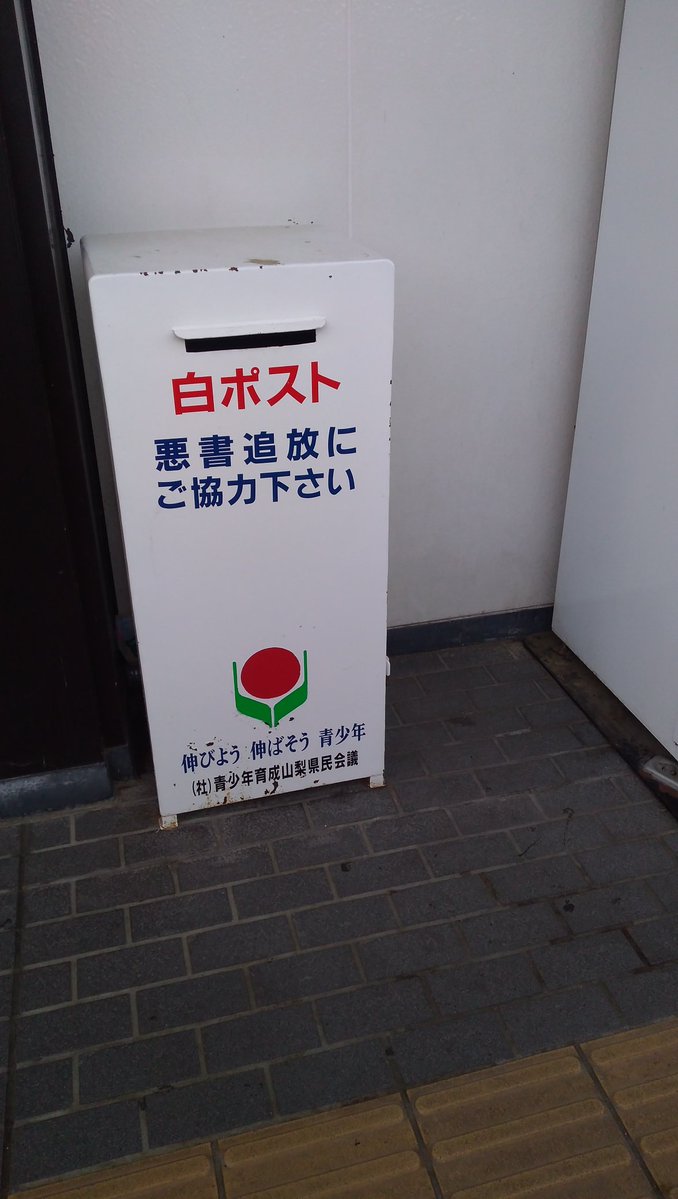 白ポスト
悪書追放に
ご協力下さい
伸びよう 伸ばそう 青少年
(社)青少年育成山梨県民会議